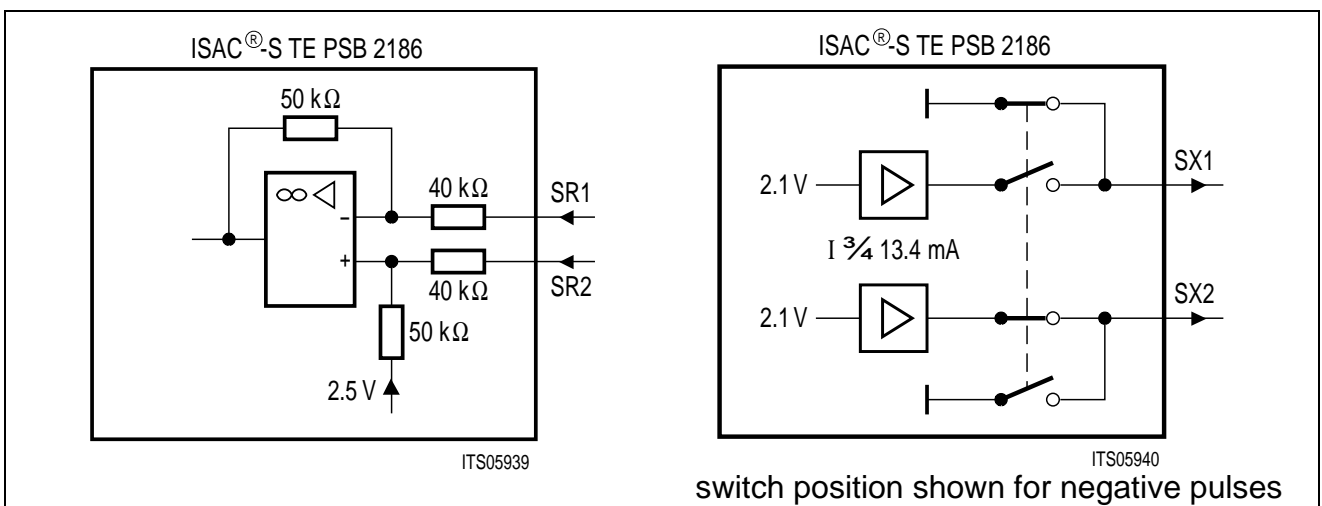 ISAC®-S TE PSB 2186
50 kΩ
∞
40 kΩ
SR1
–
+
40 kΩ
SR2
50 kΩ
2.5 V
ITS05939
ISAC®-S TE PSB 2186
2.1 V
SX1
I ¾ 13.4 mA
2.1 V
SX2
ITS05940
switch position shown for negative pulses